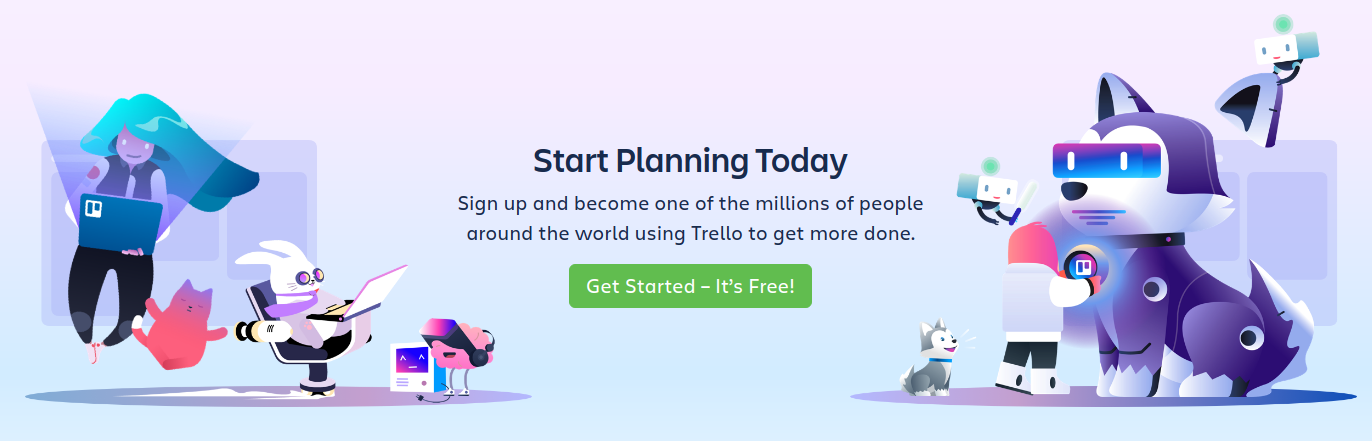 Start Planning Today
Sign up and become one of the millions of people
around the world using Trello to get more done.
Get Started – It’s Free!